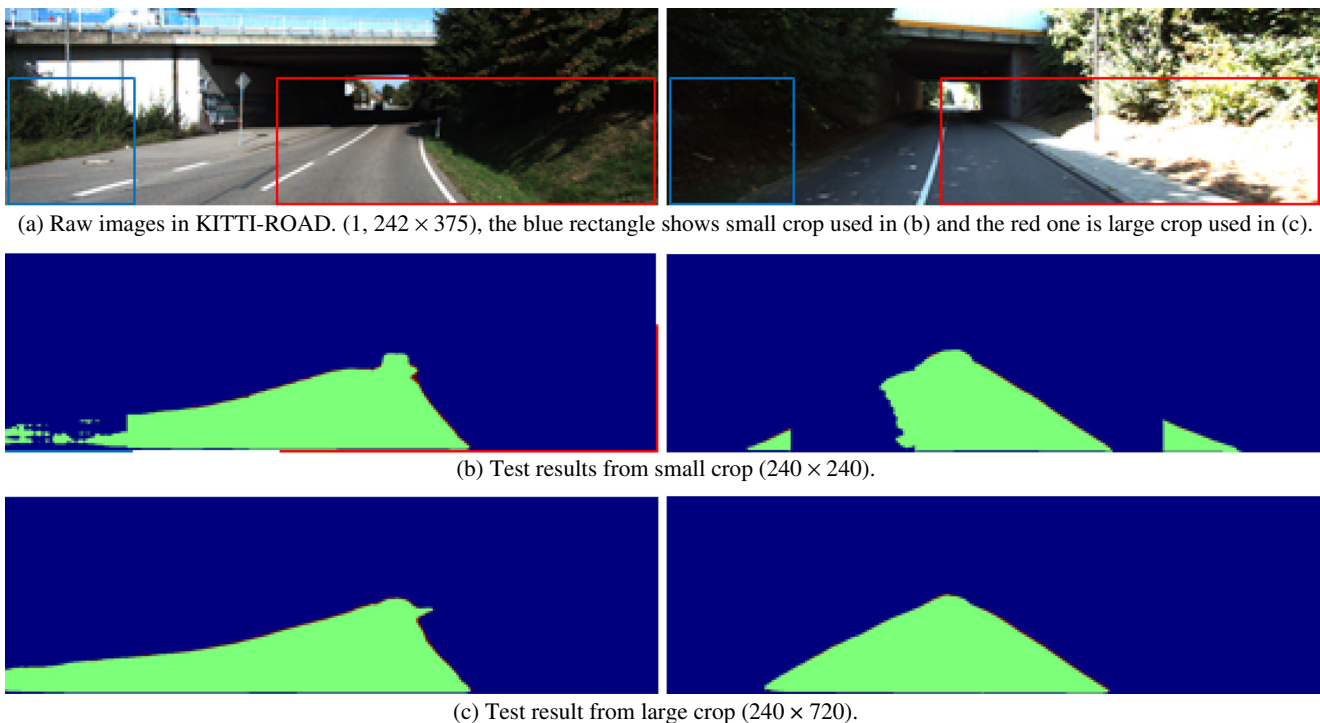 (a) Raw images in KITTI-ROAD. (1, 242 × 375), the blue rectangle shows small crop used in (b) and the red one is large crop used in (c).
(b) Test results from small crop (240 × 240).
(c) Test result from large crop (240 × 720).